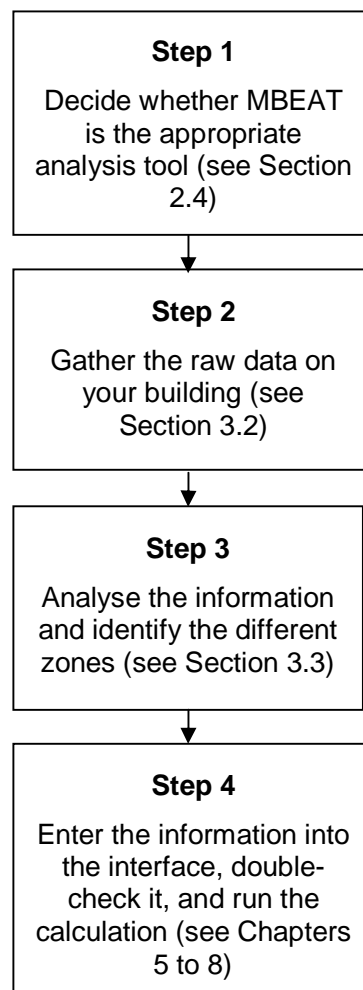 Step 1
Decide whether MBEAT
is the appropriate
analysis tool (see Section
2.4)
Step 2
Gather the raw data on
your building (see
Section 3.2)
Step 3
Analyse the information
and identify the different
zones (see Section 3.3)
Step 4
Enter the information into
the interface, double-
check it, and run the
calculation (see Chapters
5 to 8)